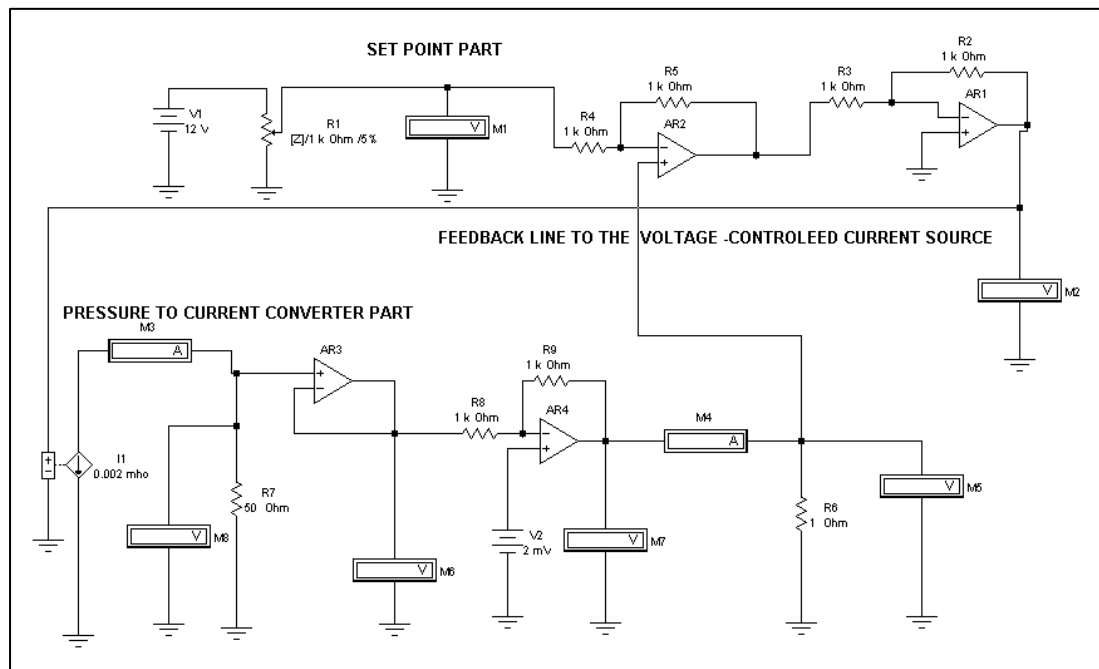 SET POINT PART
V1
12 V
R1
[Z]/1 k Ohm /5%
V
M1
R4
1 k Ohm
R5
1 k Ohm
AR2
R3
1 k Ohm
R2
1 k Ohm
AR1
FEEDBACK LINE TO THE VOLTAGE -CONTROLEED CURRENT SOURCE
V
M2
PRESSURE TO CURRENT CONVERTER PART
M3
A
I1
0.002 mho
R7
50 Ohm
V
M8
AR3
V
M6
R8
1 k Ohm
R9
1 k Ohm
AR4
V2
2 mV
V
M7
M4
A
R6
1 Ohm
V
M5